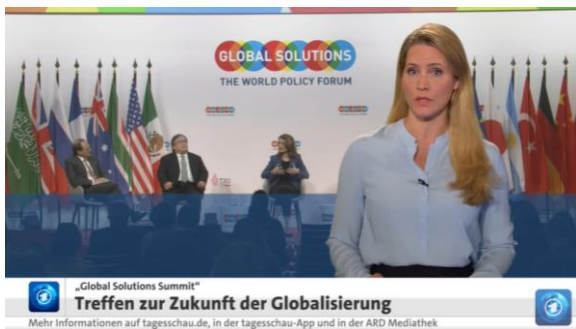 GLOBAL SOLUTIONS
THE WORLD POLICY FORUM
„Global Solutions Summit“
Treffen zur Zukunft der Globalisierung
Mehr Informationen auf tagesschau.de, in der tagesschau-App und in der ARD Mediathek